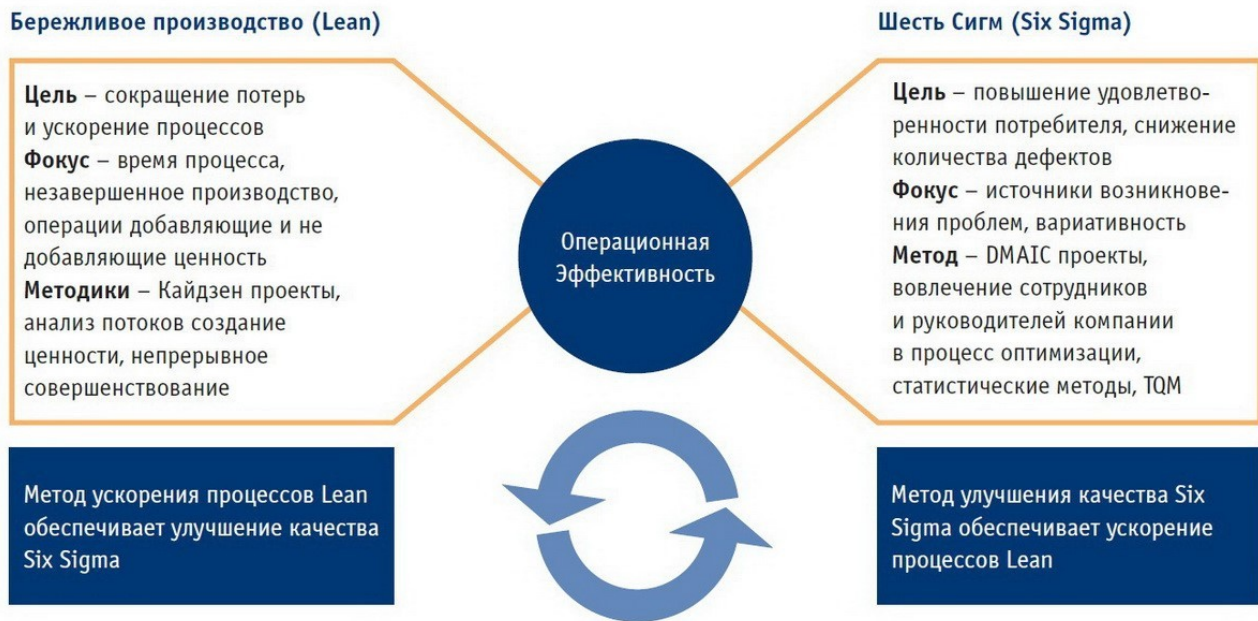 Бережливое производство (Lean)
Цель – сокращение потерь
и ускорение процессов
Фокус – время процесса,
незавершенное производство,
операции добавляющие и не
добавляющие ценность
Методики – Кайдзен проекты,
анализ потоков создание
ценности, непрерывное
совершенствование
Метод ускорения процессов Lean
обеспечивает улучшение качества
Six Sigma
Операционная
Эффективность
Шесть Сигм (Six Sigma)
Цель – повышение удовлетво-
ренности потребителя, снижение
количества дефектов
Фокус – источники возникнове-
ния проблем, вариативность
Метод – DMAIC проекты,
вовлечение сотрудников
и руководителей компании
в процесс оптимизации,
статистические методы, TQM
Метод улучшения качества Six
Sigma обеспечивает ускорение
процессов Lean